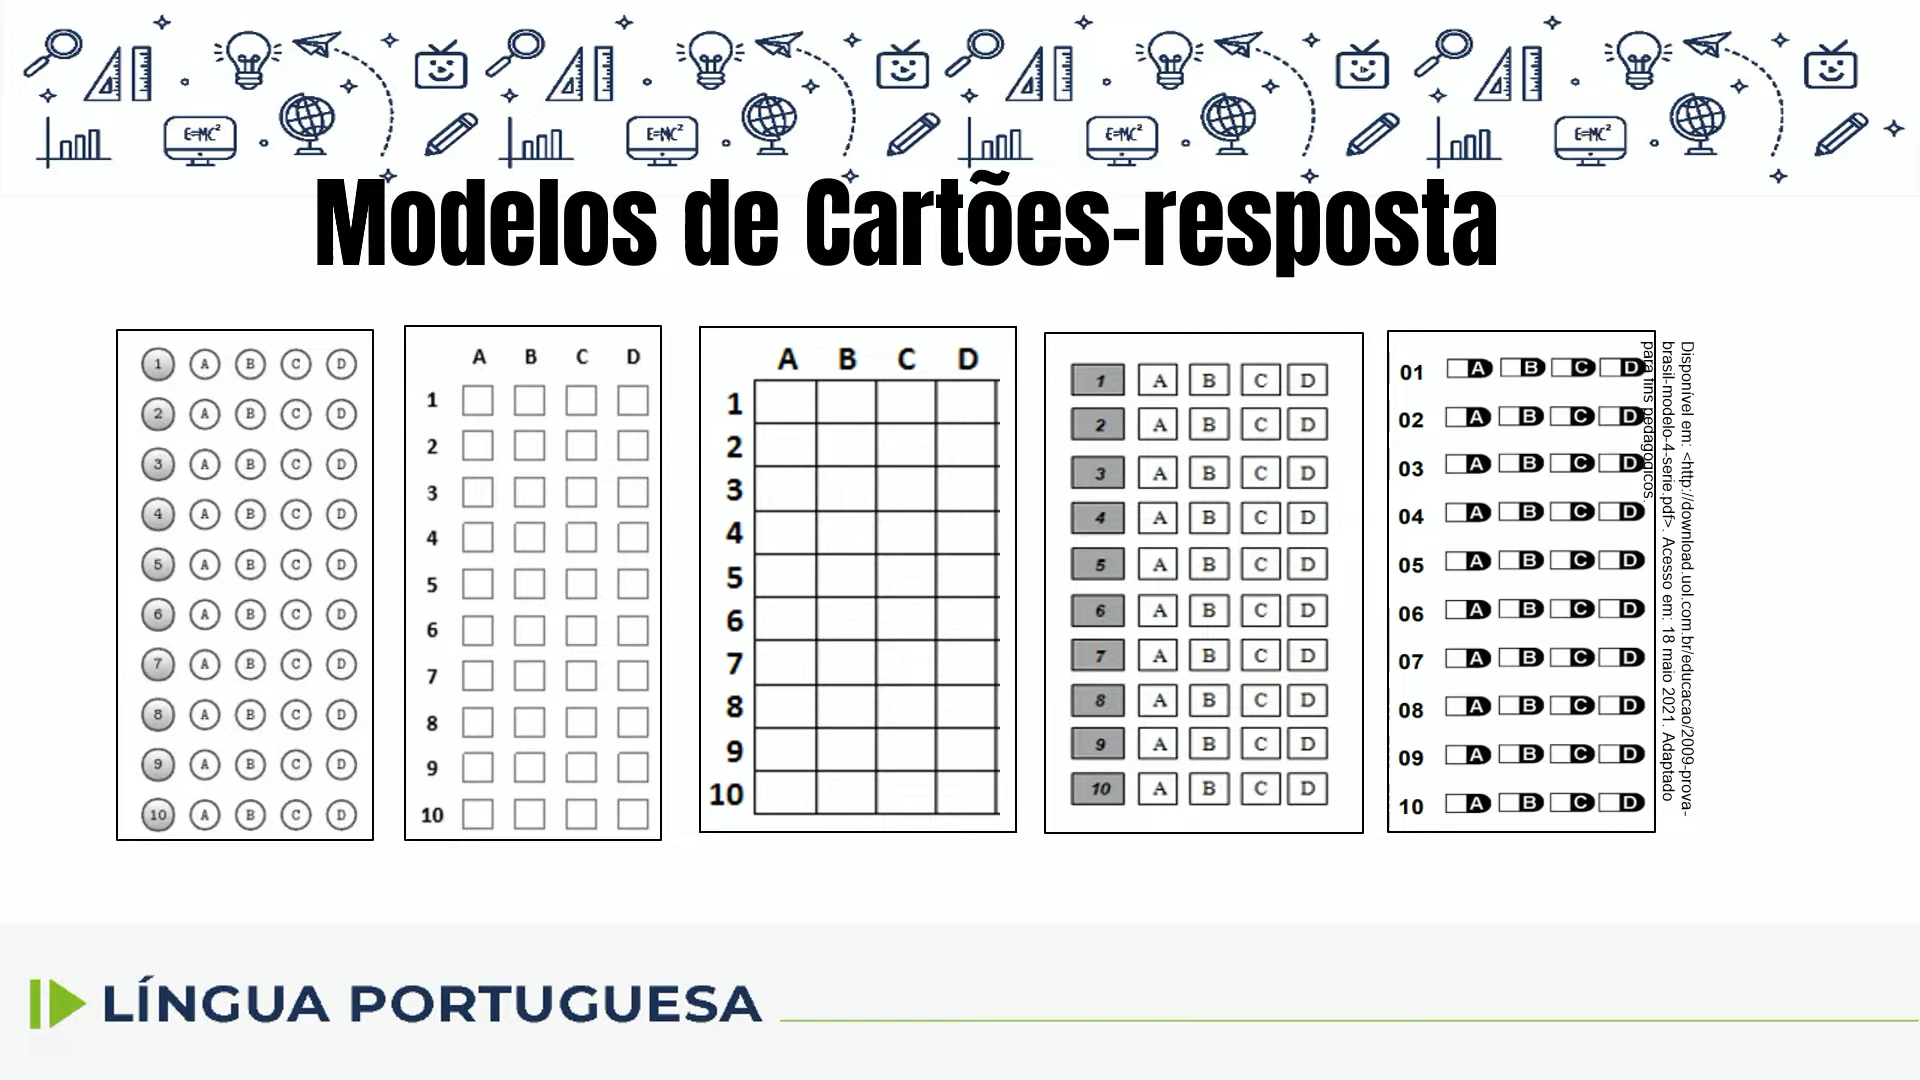 E=MC² E=MC² E=MC² E=MC²
Modelos de Cartões-resposta
1 A B C D
2 A B C D
3 A B C D
4 A B C D
5 A B C D
6 A B C D
7 A B C D
8 A B C D
9 A B C D
10 A B C D
A B C D
1
2
3
4
5
6
7
8
9
10
A B C D
1
2
3
4
5
6
7
8
9
10
1 A B C D
2 A B C D
3 A B C D
4 A B C D
5 A B C D
6 A B C D
7 A B C D
8 A B C D
9 A B C D
10 A B C D
01 A B C D
02 A B C D
03 A B C D
04 A B C D
05 A B C D
06 A B C D
07 A B C D
08 A B C D
09 A B C D
10 A B C D
Disponível em: <http://download.uol.com.br/educacao/2009-prova-
brasil-modelo-4-serie.pdf>. Acesso em: 18 maio 2021. Adaptado
para fins pedagógicos.
LÍNGUA PORTUGUESA